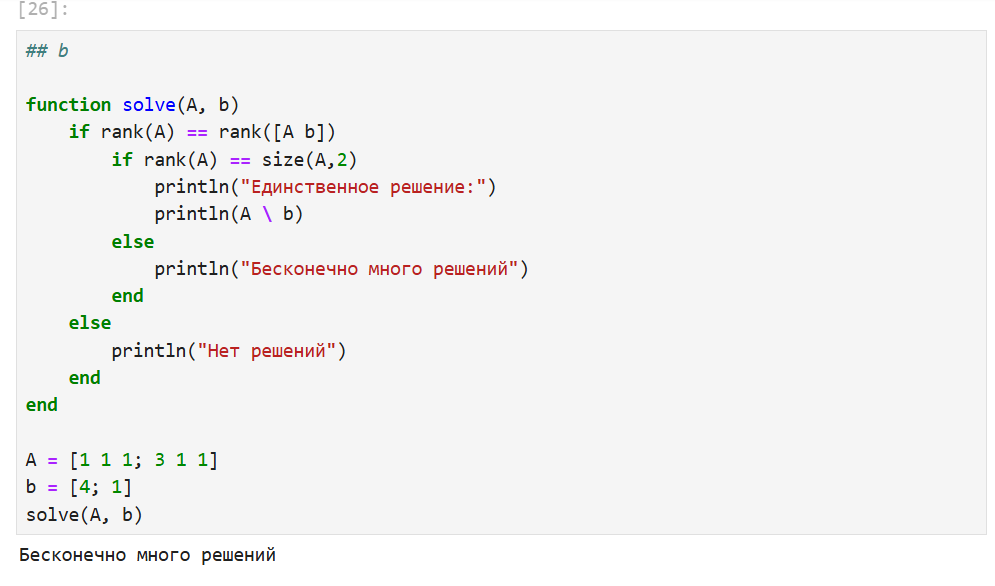 [26]:
## b
function solve(A, b)
if rank(A) == rank([A b])
if rank(A) == size(A,2)
println("Единственное решение:")
println(A \ b)
else
println("Бесконечно много решений")
end
else
println("Нет решений")
end
end
A = [1 1 1; 3 1 1]
b = [4; 1]
solve(A, b)
Бесконечно много решений